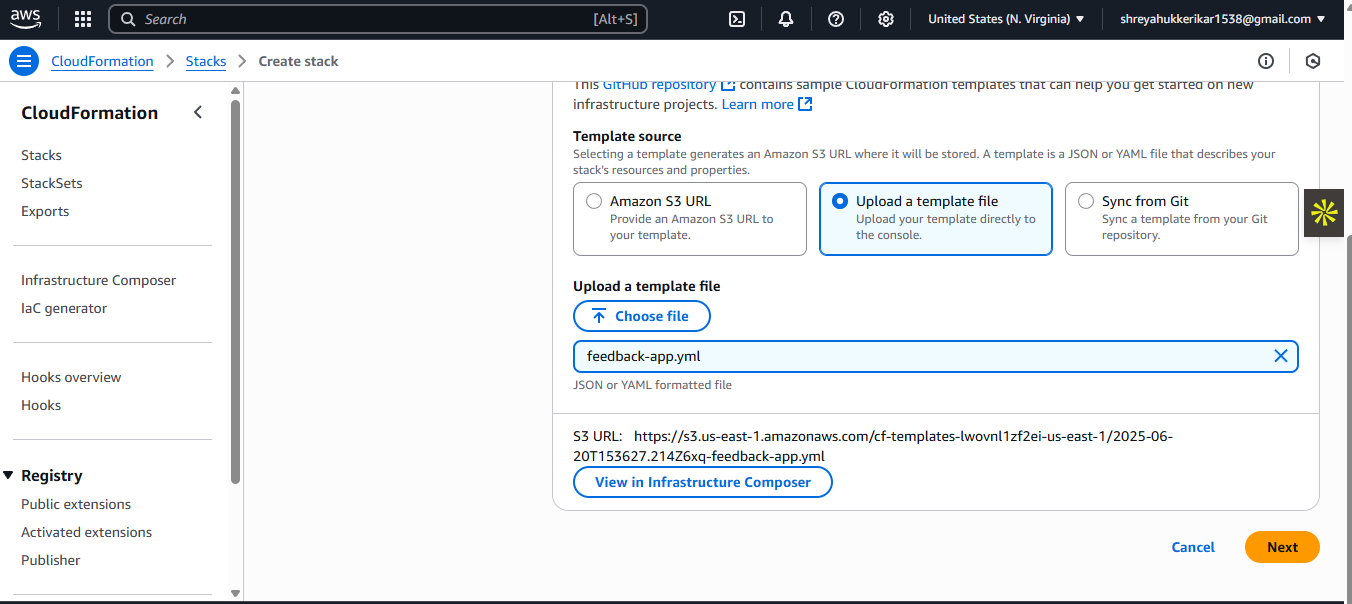 aws
Search
[Alt+S]
United States (N. Virginia)
shreyahukkerikar1538@gmail.com
CloudFormation
Stacks
Create stack
CloudFormation
Stacks
StackSets
Exports
Infrastructure Composer
IaC generator
Hooks overview
Hooks
Registry
Public extensions
Activated extensions
Publisher
This GitHub repository contains sample CloudFormation templates that can help you get started on new
infrastructure projects. Learn more
Template source
Selecting a template generates an Amazon S3 URL where it will be stored. A template is a JSON or YAML file that describes your
stack's resources and properties.
Amazon S3 URL
Provide an Amazon S3 URL to
your template.
Upload a template file
Upload your template directly to
the console.
Sync from Git
Sync a template from your Git
repository.
Upload a template file
Choose file
feedback-app.yml
JSON or YAML formatted file
S3 URL: https://s3.us-east-1.amazonaws.com/cf-templates-lwovnl1zf2ei-us-east-1/2025-06-
20T153627.214Z6xq-feedback-app.yml
View in Infrastructure Composer
Cancel
Next